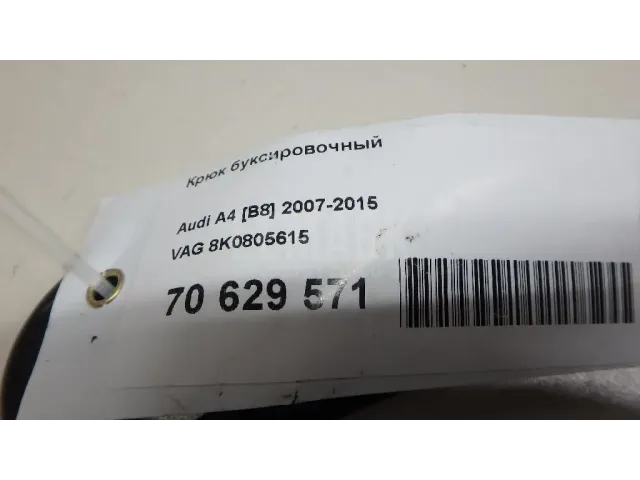 Крюк буксировочный
Audi A4 [B8] 2007-2015
VAG 8K0805615
70 629 571